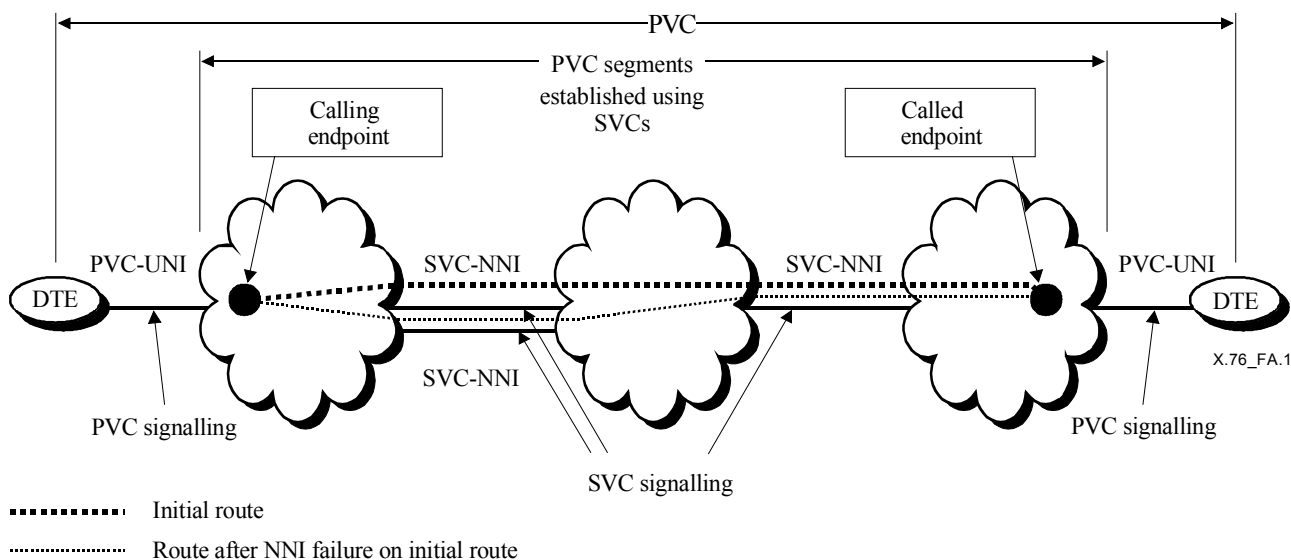 PVC
PVC segments
established using
SVCs
Calling
endpoint
Called
endpoint
PVC-UNI
SVC-NNI
SVC-NNI
PVC-UNI
DTE
DTE
X.76_FA.1
SVC-NNI
PVC signalling
PVC signalling
SVC signalling
Initial route
Route after NNI failure on initial route